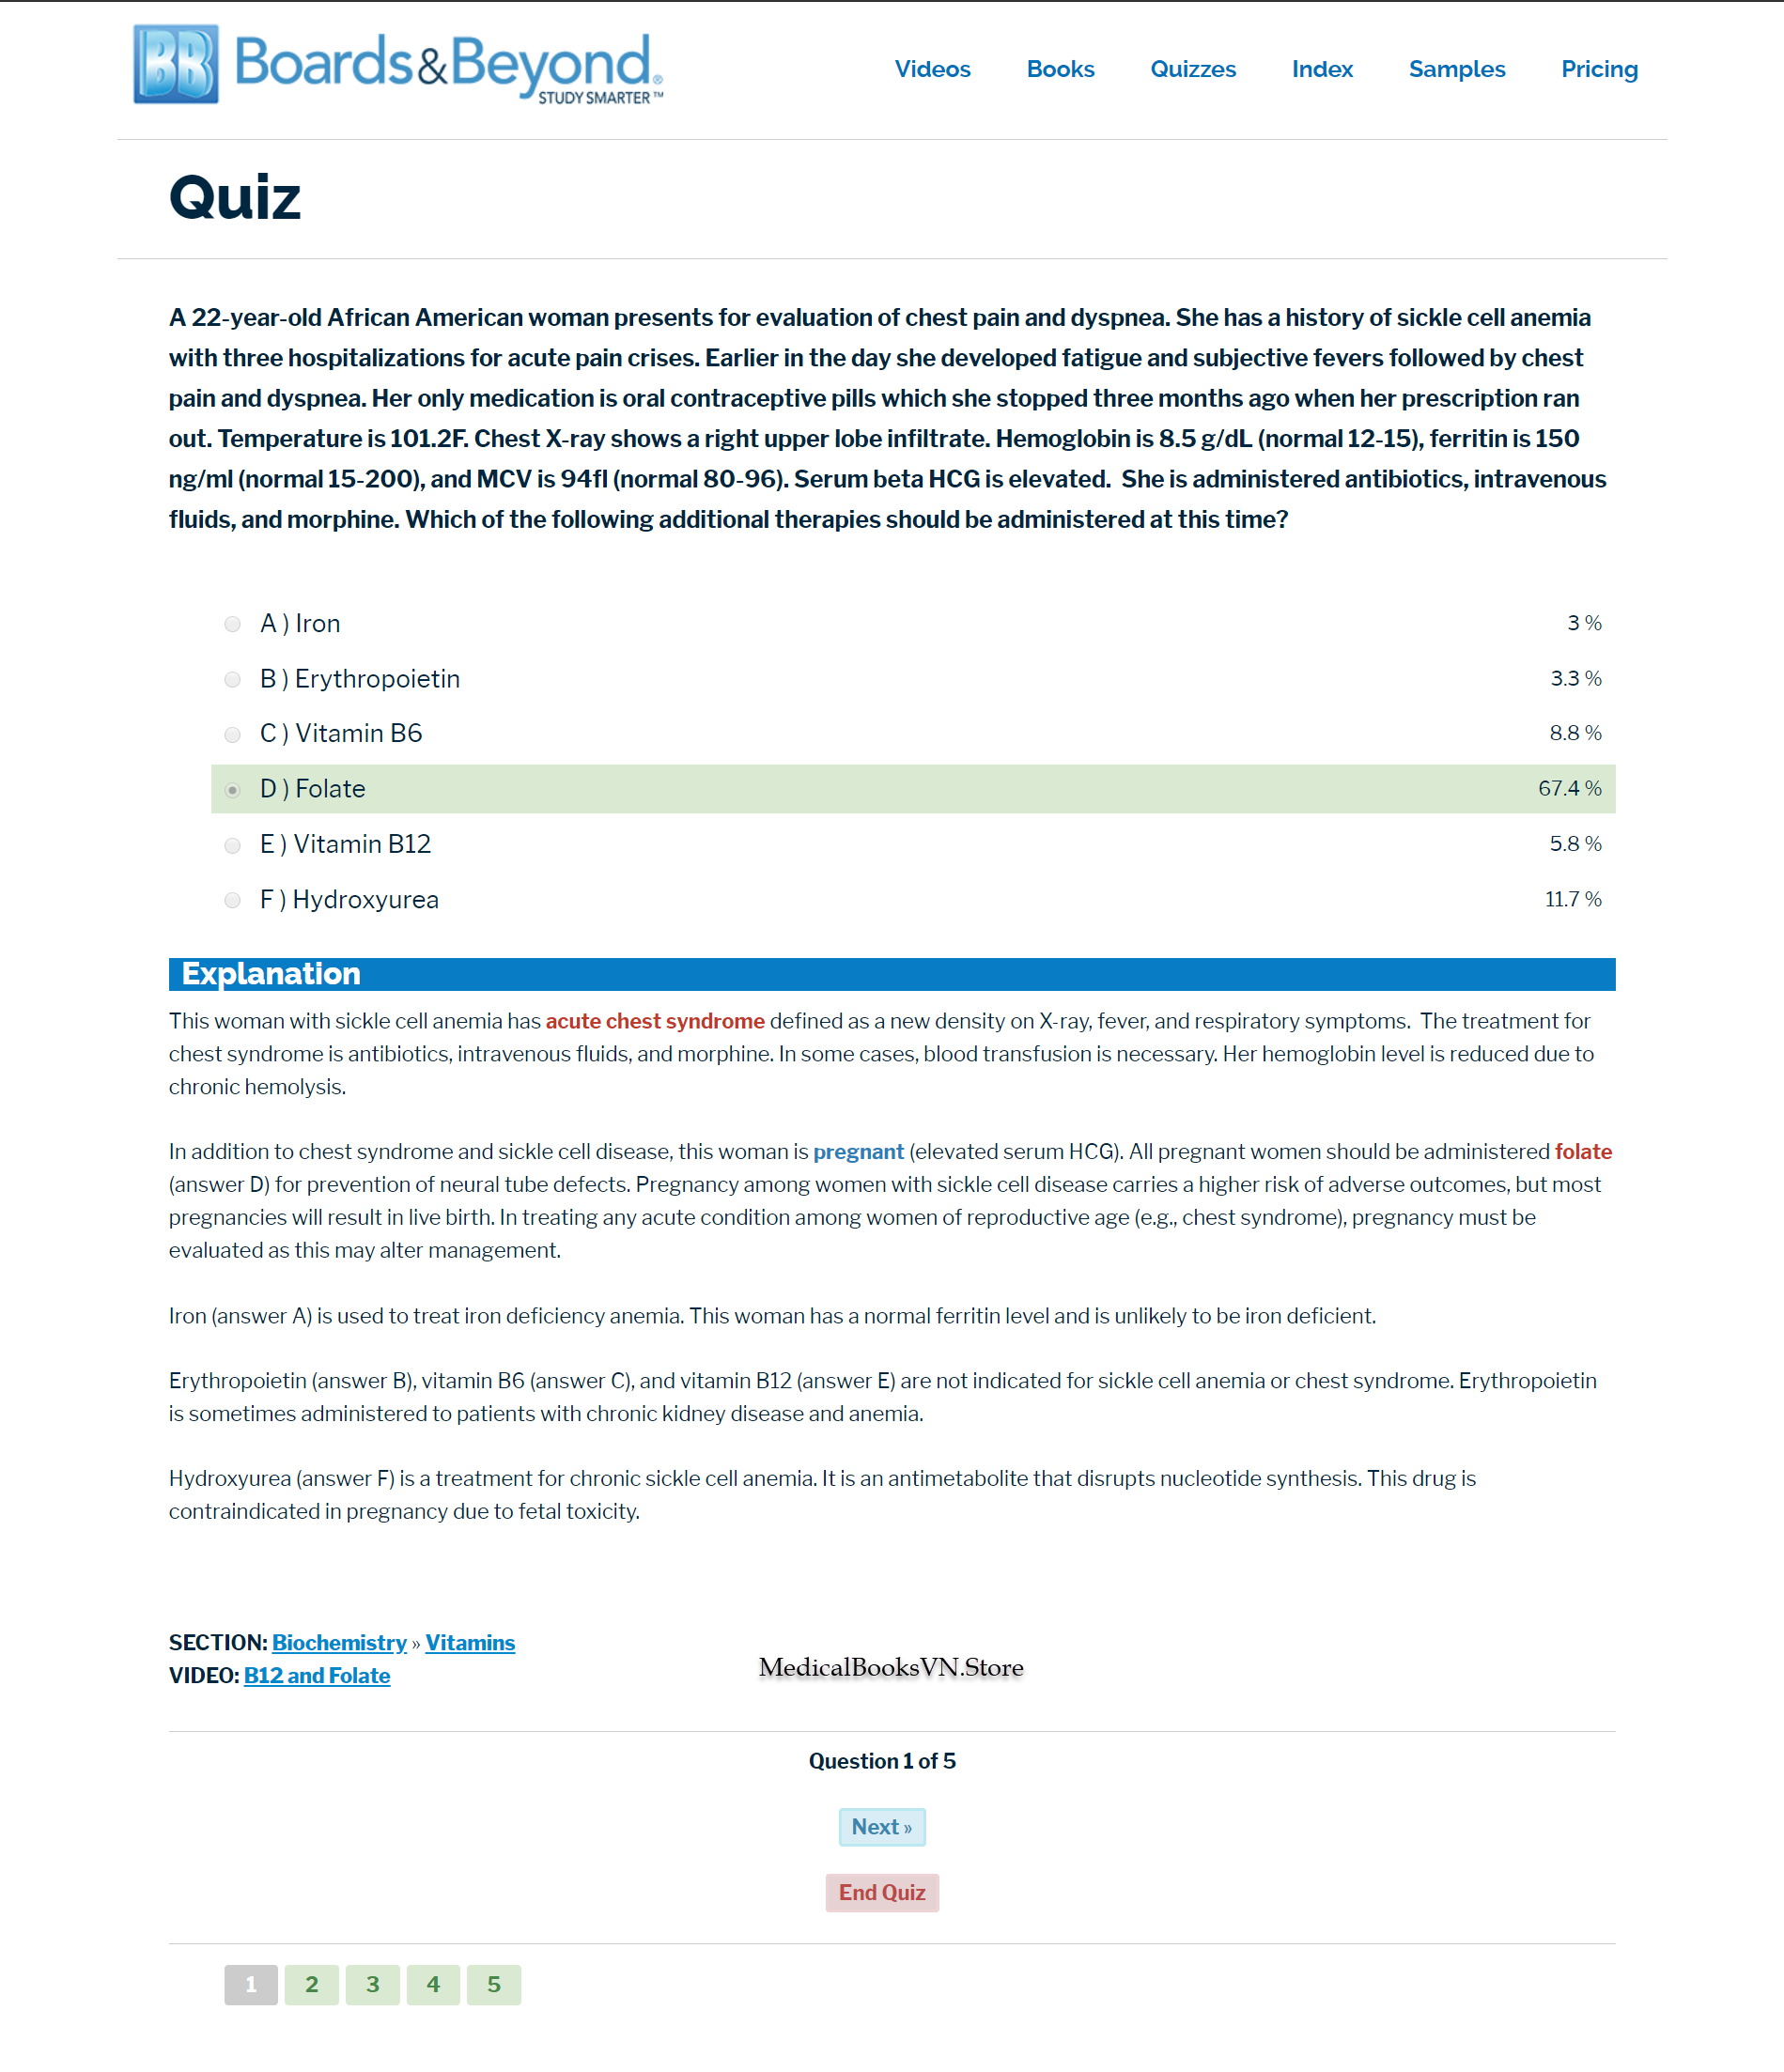 BB Boards&Beyond® STUDY SMARTER™
Videos Books Quizzes Index Samples Pricing
Quiz
A 22-year-old African American woman presents for evaluation of chest pain and dyspnea. She has a history of sickle cell anemia
with three hospitalizations for acute pain crises. Earlier in the day she developed fatigue and subjective fevers followed by chest
pain and dyspnea. Her only medication is oral contraceptive pills which she stopped three months ago when her prescription ran
out. Temperature is 101.2F. Chest X-ray shows a right upper lobe infiltrate. Hemoglobin is 8.5 g/dL (normal 12-15), ferritin is 150
ng/ml (normal 15-200), and MCV is 94fl (normal 80-96). Serum beta HCG is elevated. She is administered antibiotics, intravenous
fluids, and morphine. Which of the following additional therapies should be administered at this time?
A ) Iron 3 %
B ) Erythropoietin 3.3 %
C ) Vitamin B6 8.8 %
D ) Folate 67.4 %
E ) Vitamin B12 5.8 %
F ) Hydroxyurea 11.7 %
Explanation
This woman with sickle cell anemia has acute chest syndrome defined as a new density on X-ray, fever, and respiratory symptoms. The treatment for
chest syndrome is antibiotics, intravenous fluids, and morphine. In some cases, blood transfusion is necessary. Her hemoglobin level is reduced due to
chronic hemolysis.
In addition to chest syndrome and sickle cell disease, this woman is pregnant (elevated serum HCG). All pregnant women should be administered folate
(answer D) for prevention of neural tube defects. Pregnancy among women with sickle cell disease carries a higher risk of adverse outcomes, but most
pregnancies will result in live birth. In treating any acute condition among women of reproductive age (e.g., chest syndrome), pregnancy must be
evaluated as this may alter management.
Iron (answer A) is used to treat iron deficiency anemia. This woman has a normal ferritin level and is unlikely to be iron deficient.
Erythropoietin (answer B), vitamin B6 (answer C), and vitamin B12 (answer E) are not indicated for sickle cell anemia or chest syndrome. Erythropoietin
is sometimes administered to patients with chronic kidney disease and anemia.
Hydroxyurea (answer F) is a treatment for chronic sickle cell anemia. It is an antimetabolite that disrupts nucleotide synthesis. This drug is
contraindicated in pregnancy due to fetal toxicity.
SECTION: Biochemistry » Vitamins
VIDEO: B12 and Folate
MedicalBooksVN.Store
Question 1 of 5
Next »
End Quiz
1 2 3 4 5